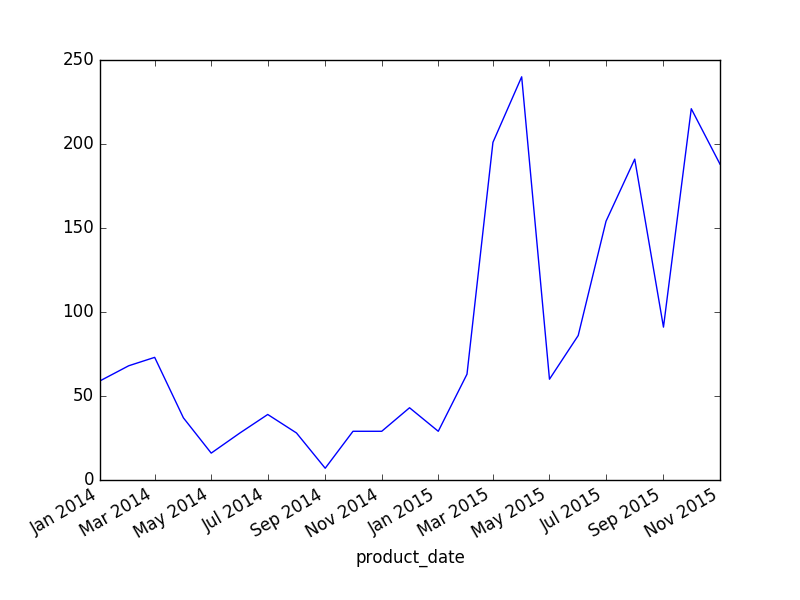 250
200
150
100
50
0
Jan 2014
Mar 2014
May 2014
Jul 2014
Sep 2014
Nov 2014
Jan 2015
Mar 2015
May 2015
Jul 2015
Sep 2015
Nov 2015
product_date